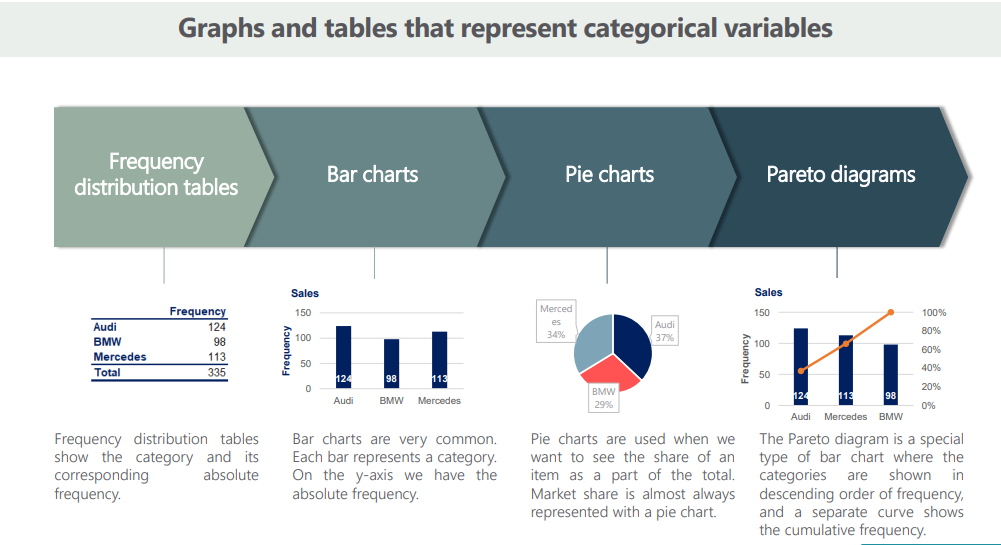 Graphs and tables that represent categorical variables
Frequency
distribution tables
Bar charts
Pie charts
Pareto diagrams
Frequency
Audi 124
BMW 98
Mercedes 113
Total 335
Sales
Frequency
150
100
50
0
124
98
113
Audi BMW Mercedes
Merced
es
34%
Audi
37%
BMW
29%
Sales
Frequency
150
100
50
0
124
113
98
100%
80%
60%
40%
20%
0%
Audi Mercedes BMW
Frequency distribution tables
show the category and its
corresponding absolute
frequency.
Bar charts are very common.
Each bar represents a category.
On the y-axis we have the
absolute frequency.
Pie charts are used when we
want to see the share of an
item as a part of the total.
Market share is almost always
represented with a pie chart.
The Pareto diagram is a special
type of bar chart where the
categories are shown in
descending order of frequency,
and a separate curve shows
the cumulative frequency.